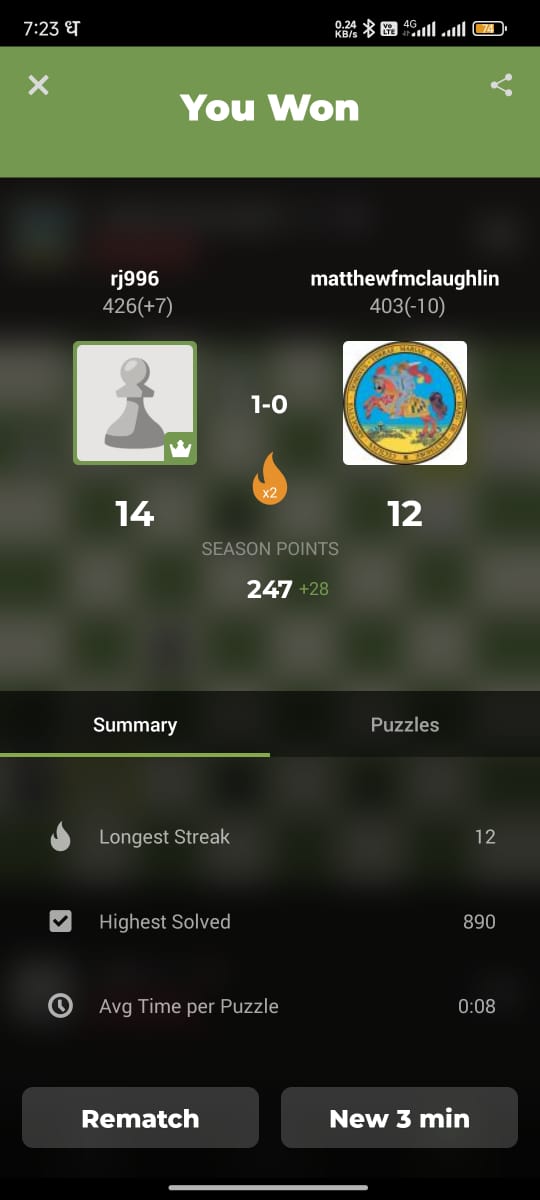 7:23 ध
0.24
KB/s
VO
LTE
4G
74
You Won
rj996
matthewfmclaughlin
426(+7)
403(-10)
1-0
x2
14
12
SEASON POINTS
247 +28
Summary
Puzzles
Longest Streak
12
Highest Solved
890
Avg Time per Puzzle
0:08
Rematch
New 3 min